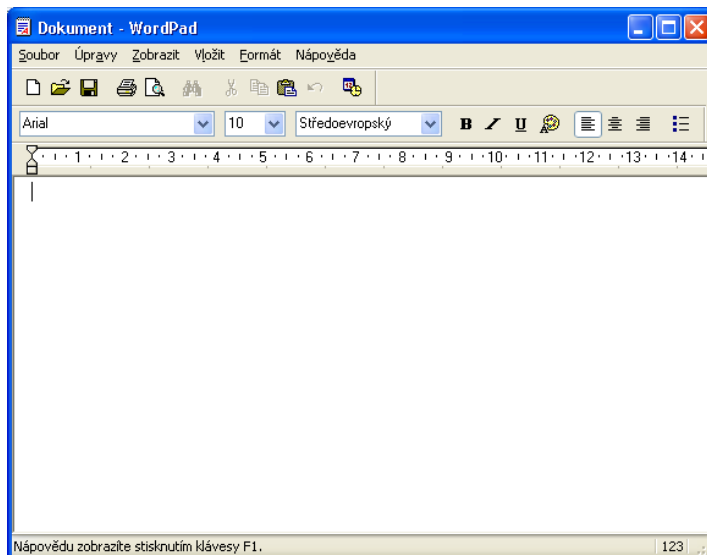 Dokument - WordPad
Soubor Úpravy Zobrazit Vložit Formát Nápověda
Arial 10 Středoevropský B U
1 2 3 4 5 6 7 8 9 10 11 12 13 14
Nápovědu zobrazíte stisknutím klávesy F1. 123